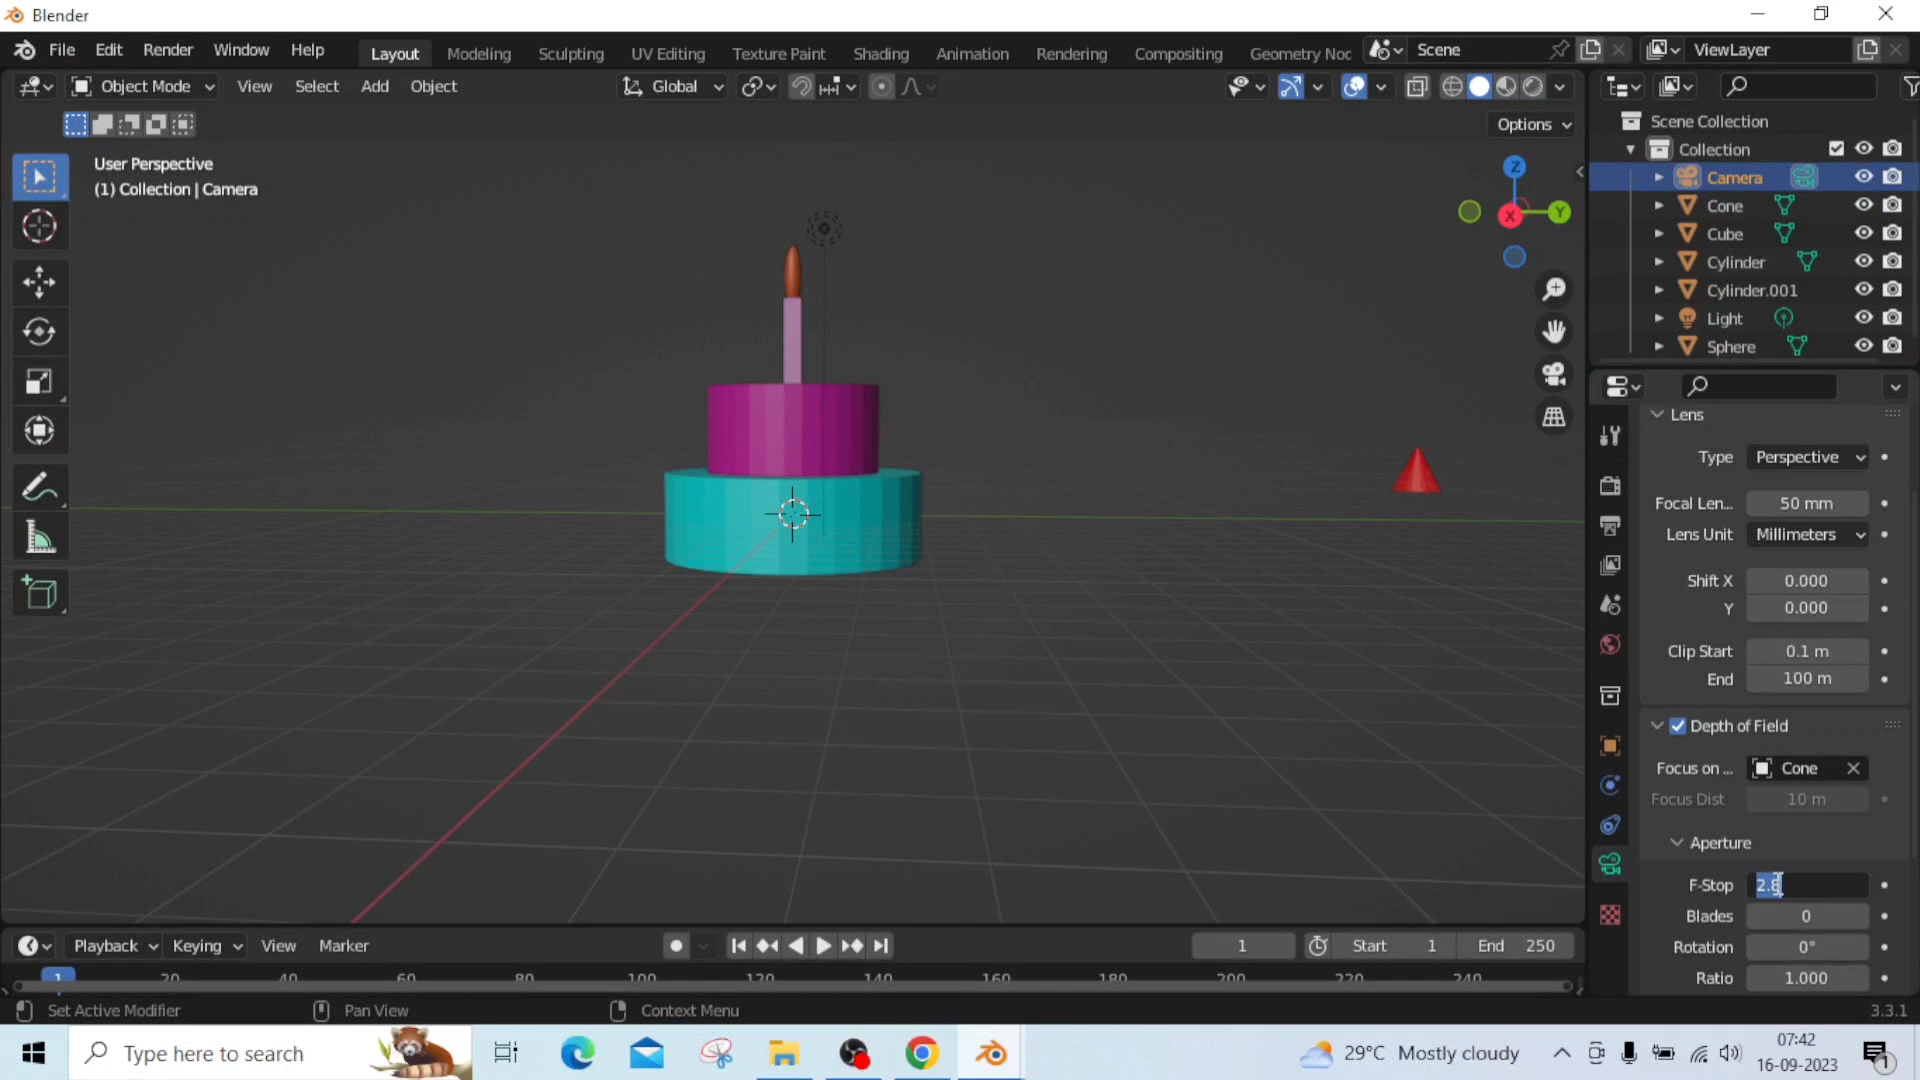 Blender
File Edit Render Window Help Layout Modeling Sculpting UV Editing Texture Paint Shading Animation Rendering Compositing Geometry Noc Scene ViewLayer
Object Mode View Select Add Object Global
Options
User Perspective
(1) Collection | Camera
Z
Y
X
Scene Collection
Collection
Camera
Cone
Cube
Cylinder
Cylinder.001
Light
Sphere
Lens
Type Perspective
Focal Len... 50 mm
Lens Unit Millimeters
Shift X 0.000
Y 0.000
Clip Start 0.1 m
End 100 m
Depth of Field
Focus on ... Cone
Focus Dist 10 m
Aperture
F-Stop 2.8
Blades 0
Rotation 0°
Ratio 1.000
Playback Keying View Marker 1 Start 1 End 250
1 20 40 60 80 100 120 140 160 180 200 220 240
Set Active Modifier Pan View Context Menu 3.3.1
Type here to search 29°C Mostly cloudy 07:42
16-09-2023 1